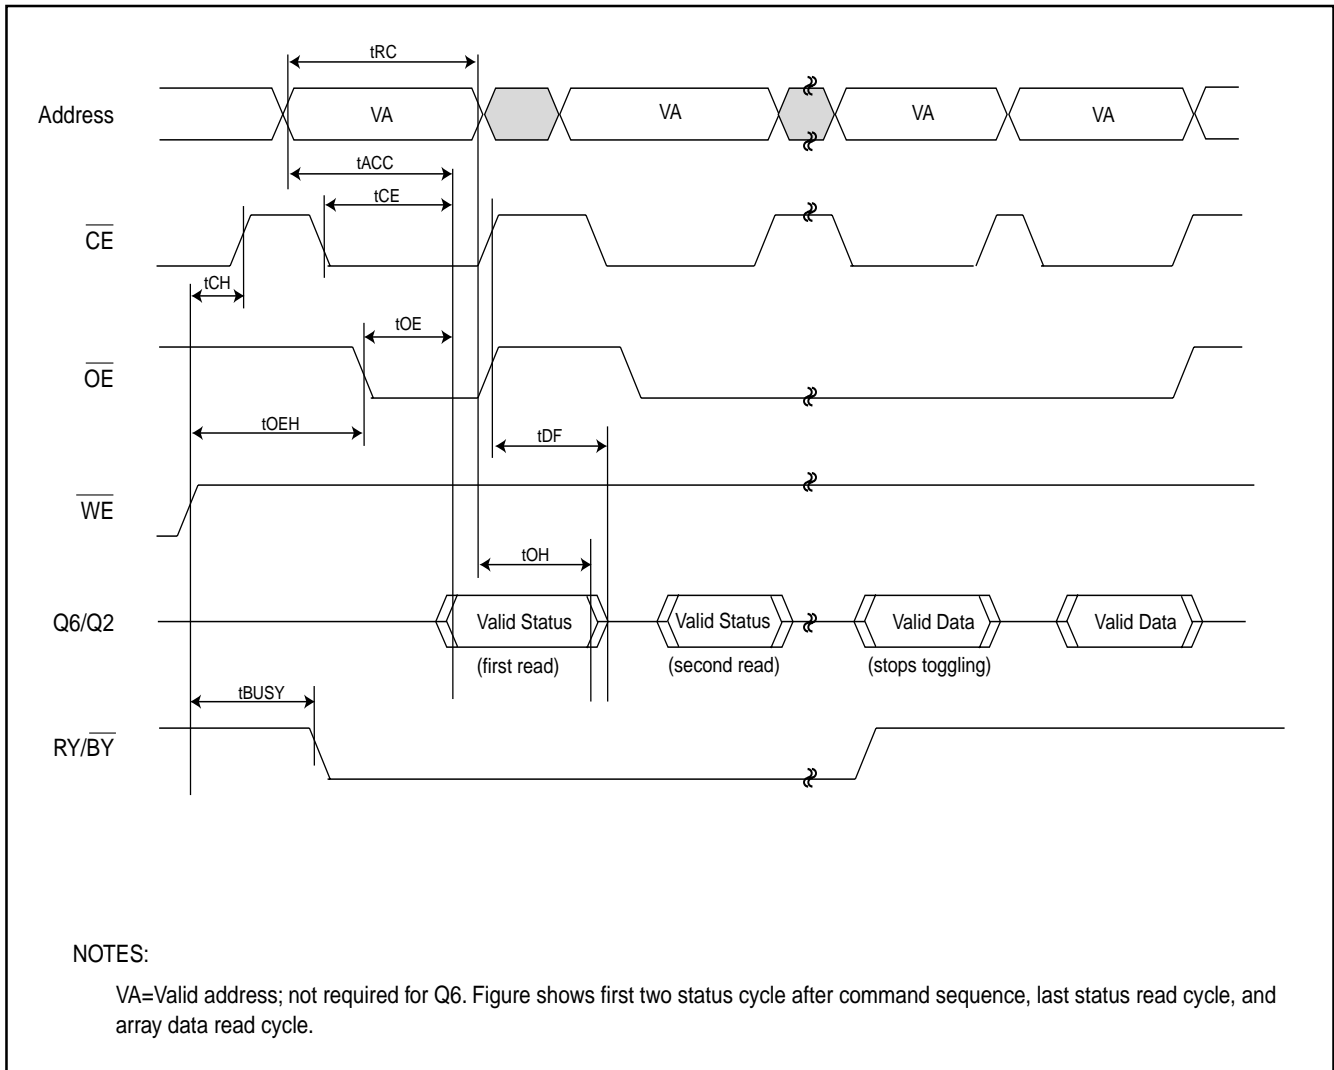 tRC
Address
VA
VA
VA
VA
tACC
tCE
CE
tCH
tOE
OE
tOEH
tDF
WE
tOH
Q6/Q2
Valid Status
Valid Status
Valid Data
Valid Data
(first read)
(second read)
(stops toggling)
tBUSY
RY/BY
NOTES:
VA=Valid address; not required for Q6. Figure shows first two status cycle after command sequence, last status read cycle, and
array data read cycle.